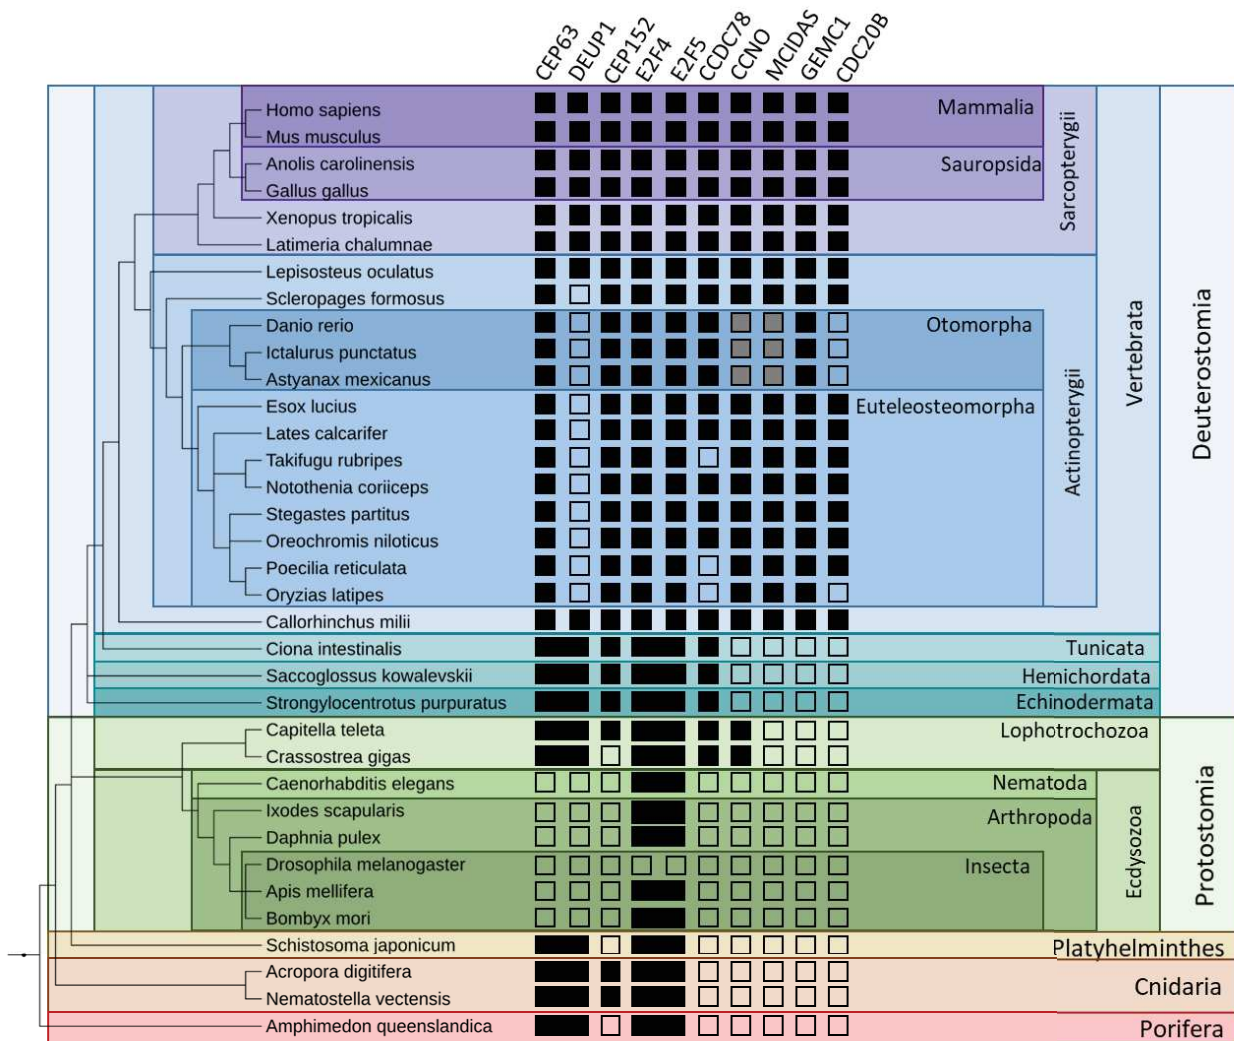 CEP63 DEUP1 CEP152 E2F4 E2F5 CCDC78 CCNO MCIDAS GEMC1 CDC20B
Homo sapiens
Mammalia
Mus musculus
Anolis carolinensis
Sauropsida
Gallus gallus
Xenopus tropicalis
Latimeria chalumnae
Sarcopterygii
Lepisosteus oculatus
Scleropages formosus
Danio rerio
Otomorpha
Ictalurus punctatus
Astyanax mexicanus
Esox lucius
Euteleosteomorpha
Lates calcarifer
Takifugu rubripes
Notothenia coriiceps
Stegastes partitus
Oreochromis niloticus
Poecilia reticulata
Oryzias latipes
Actinopterygii
Callorhinchus milii
Vertebrata
Ciona intestinalis
Tunicata
Saccoglossus kowalevskii
Hemichordata
Strongylocentrotus purpuratus
Echinodermata
Deuterostomia
Capitella teleta
Lophotrochozoa
Crassostrea gigas
Caenorhabditis elegans
Nematoda
Ixodes scapularis
Arthropoda
Daphnia pulex
Drosophila melanogaster
Insecta
Apis mellifera
Bombyx mori
Ecdysozoa
Protostomia
Schistosoma japonicum
Platyhelminthes
Acropora digitifera
Cnidaria
Nematostella vectensis
Amphimedon queenslandica
Porifera